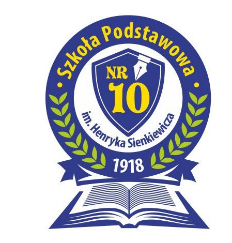 Szkoła Podstawowa
NR
10
im. Henryka Sienkiewicza
1918